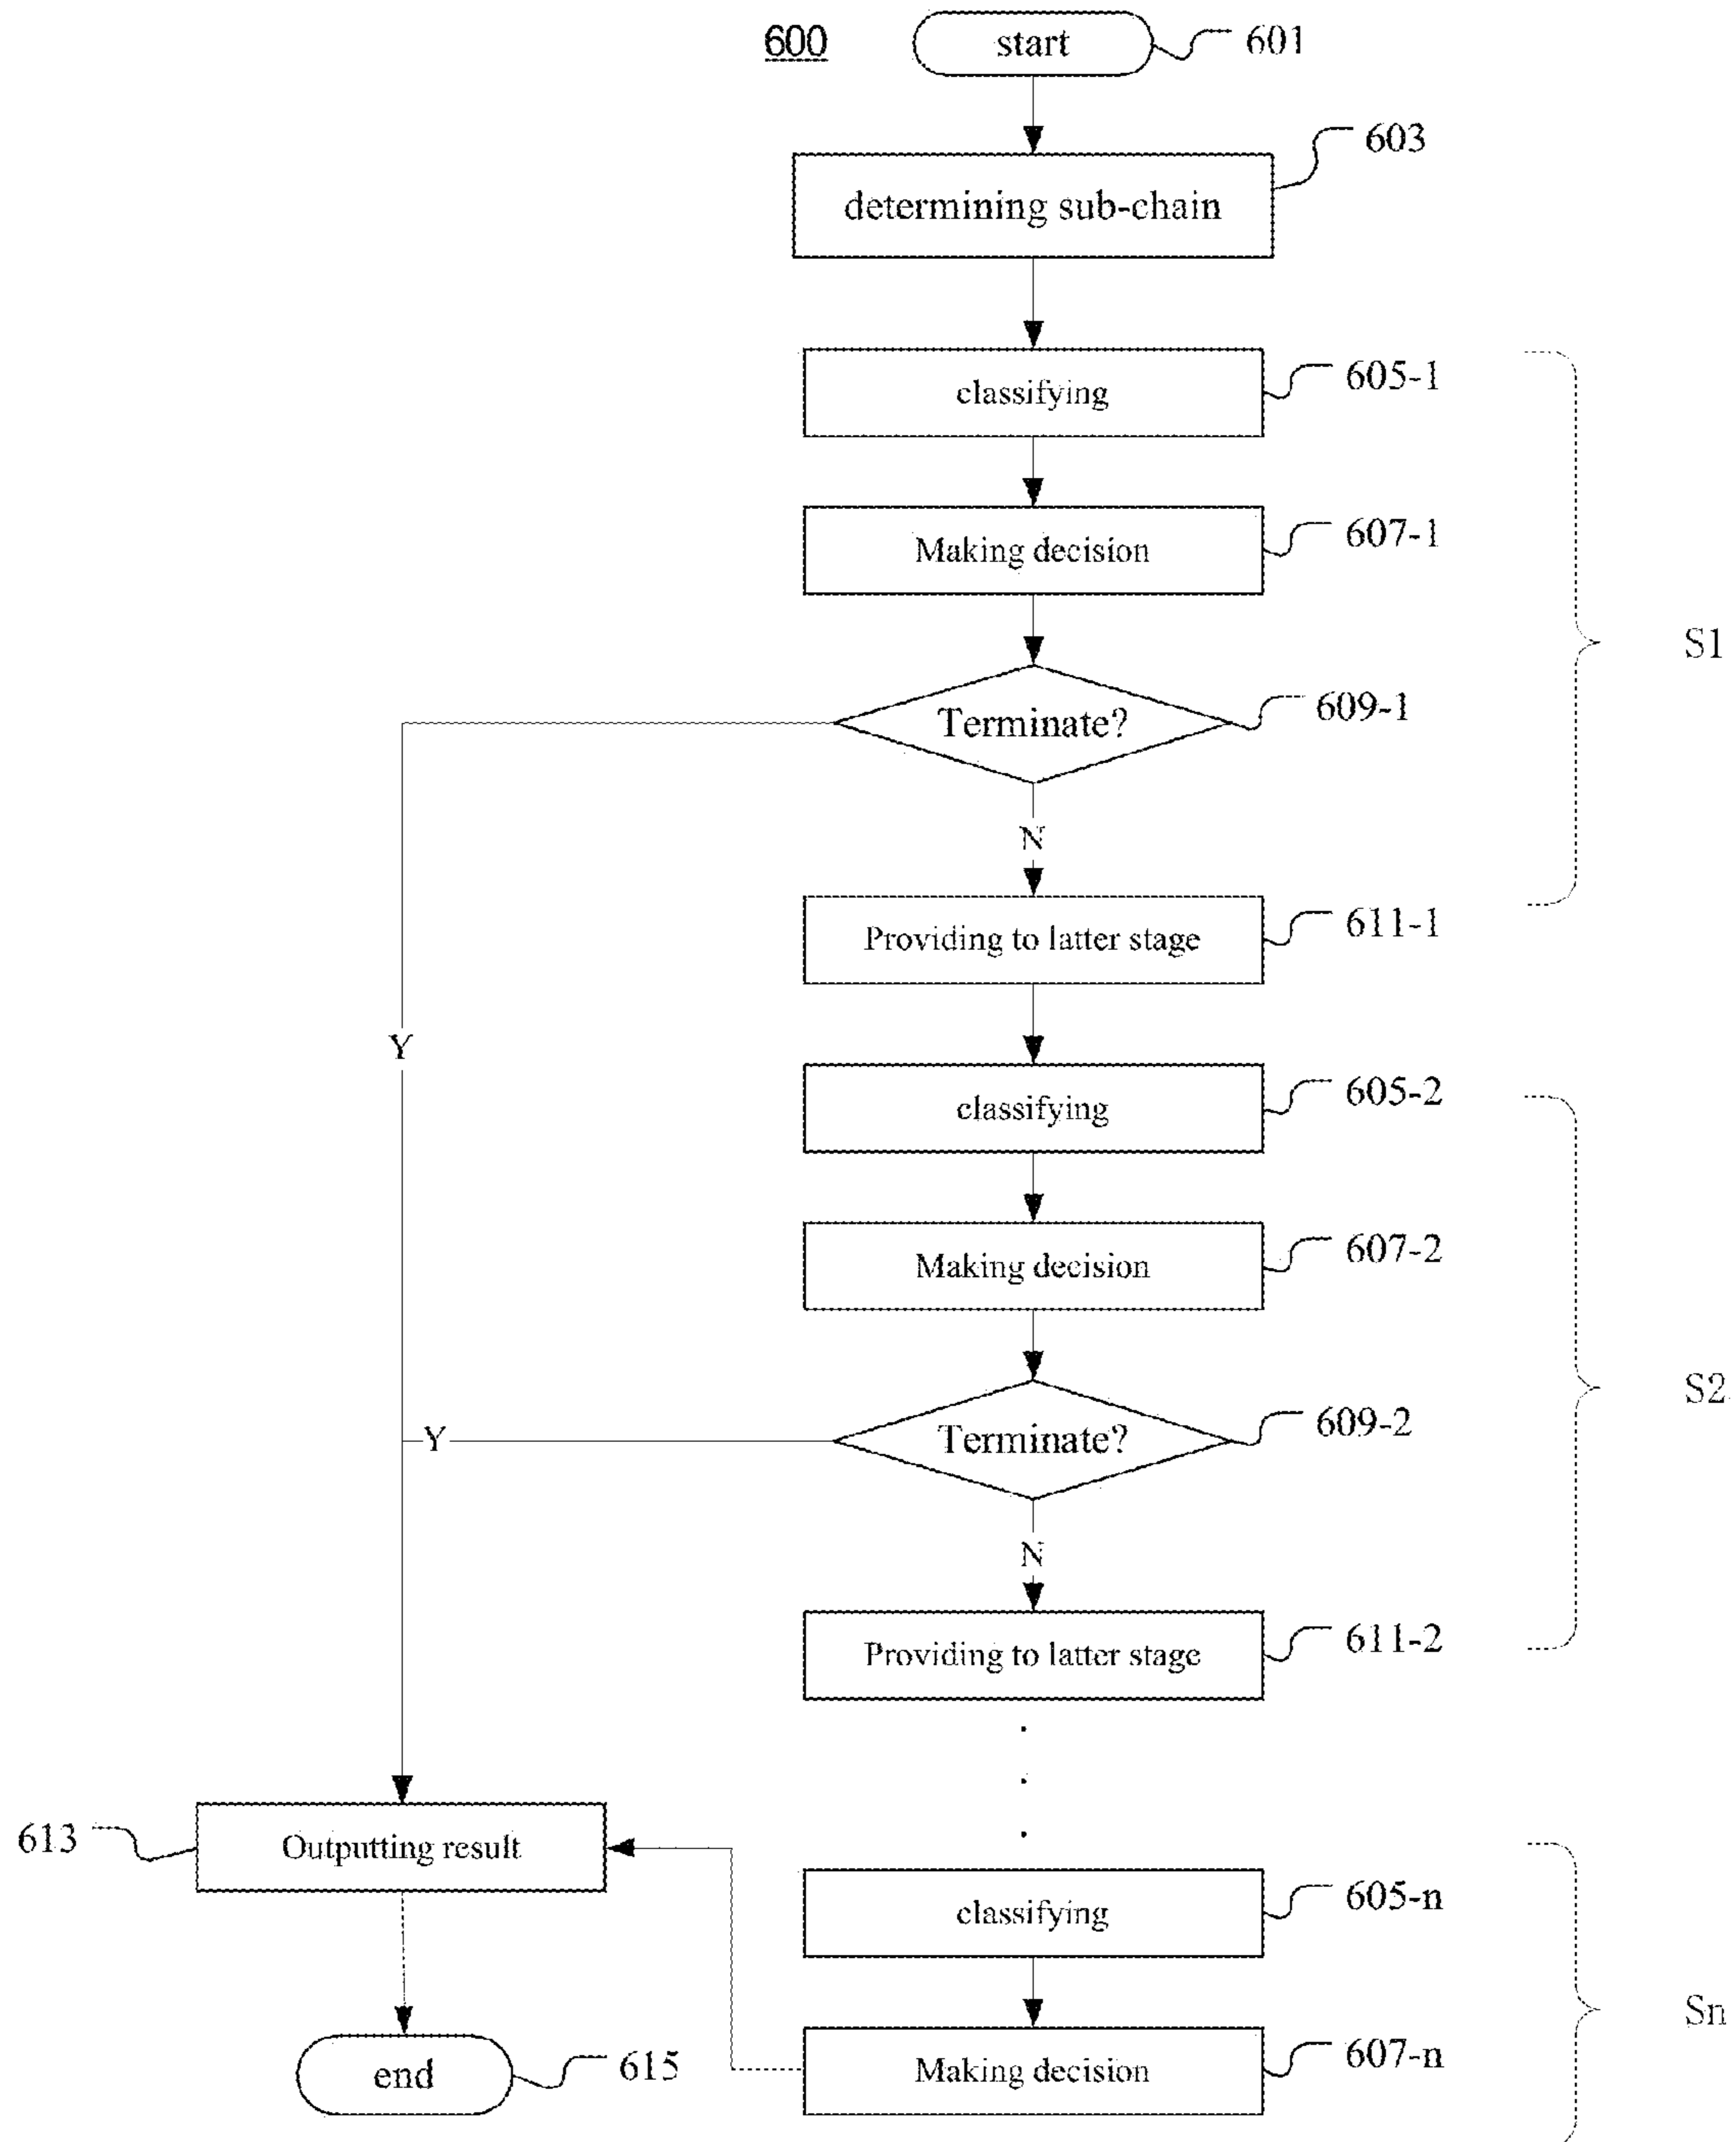 600
start
601
603
determining sub-chain
605-1
classifying
607-1
Making decision
S1
609-1
Terminate?
N
611-1
Providing to latter stage
Y
605-2
classifying
607-2
Making decision
S2
609-2
Terminate?
Y
N
611-2
Providing to latter stage
613
Outputting result
605-n
classifying
Sn
607-n
Making decision
end
615